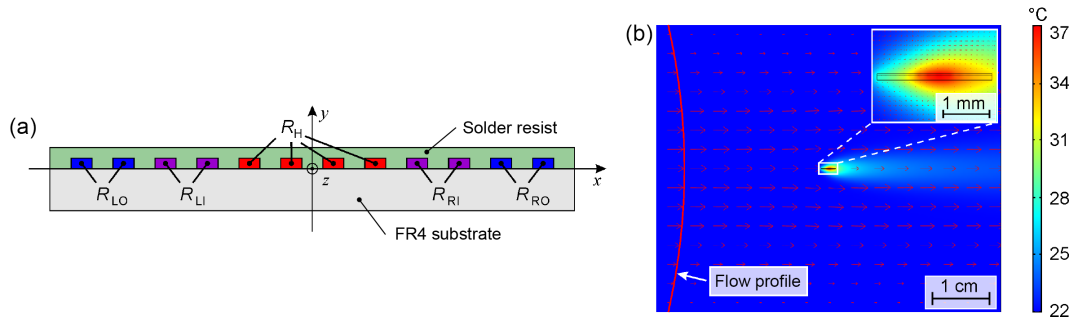 (a)
y
R_H
Solder resist
z
x
R_LO
R_LI
R_RI
R_RO
FR4 substrate
(b)
1 mm
Flow profile
1 cm
°C
37
34
31
28
25
22